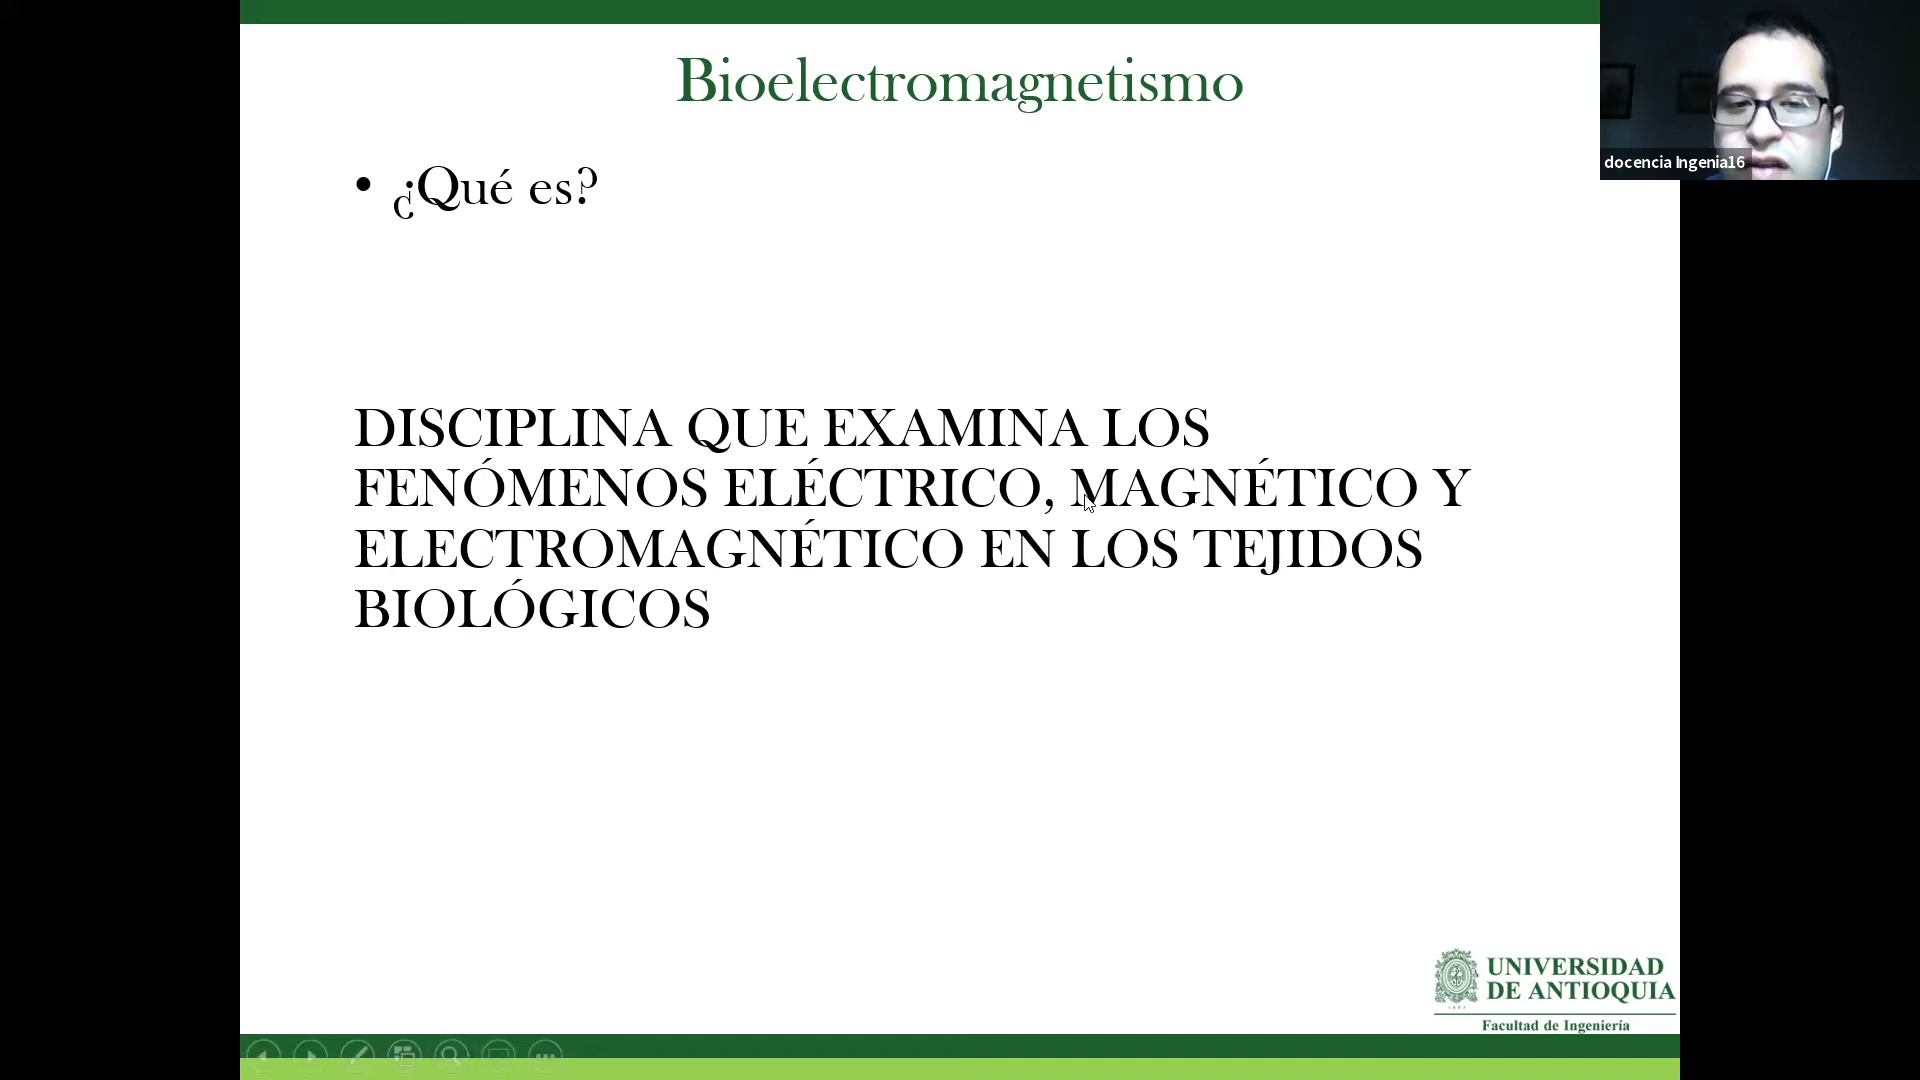 Bioelectromagnetismo
docencia Ingenia16
• ¿Qué es?
DISCIPLINA QUE EXAMINA LOS
FENÓMENOS ELÉCTRICO, MAGNÉTICO Y
ELECTROMAGNÉTICO EN LOS TEJIDOS
BIOLÓGICOS
UNIVERSIDAD
DE ANTIOQUIA
Facultad de Ingeniería